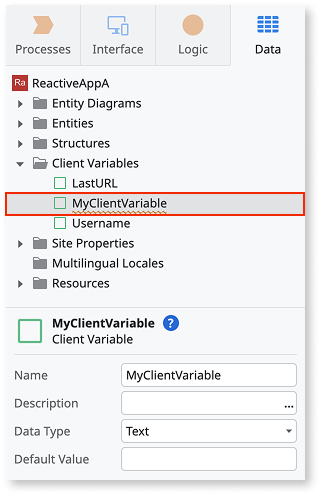 Processes Interface Logic Data
Ra ReactiveAppA
Entity Diagrams
Entities
Structures
Client Variables
LastURL
MyClientVariable
Username
Site Properties
Multilingual Locales
Resources
MyClientVariable ?
Client Variable
Name MyClientVariable
Description ...
Data Type Text
Default Value